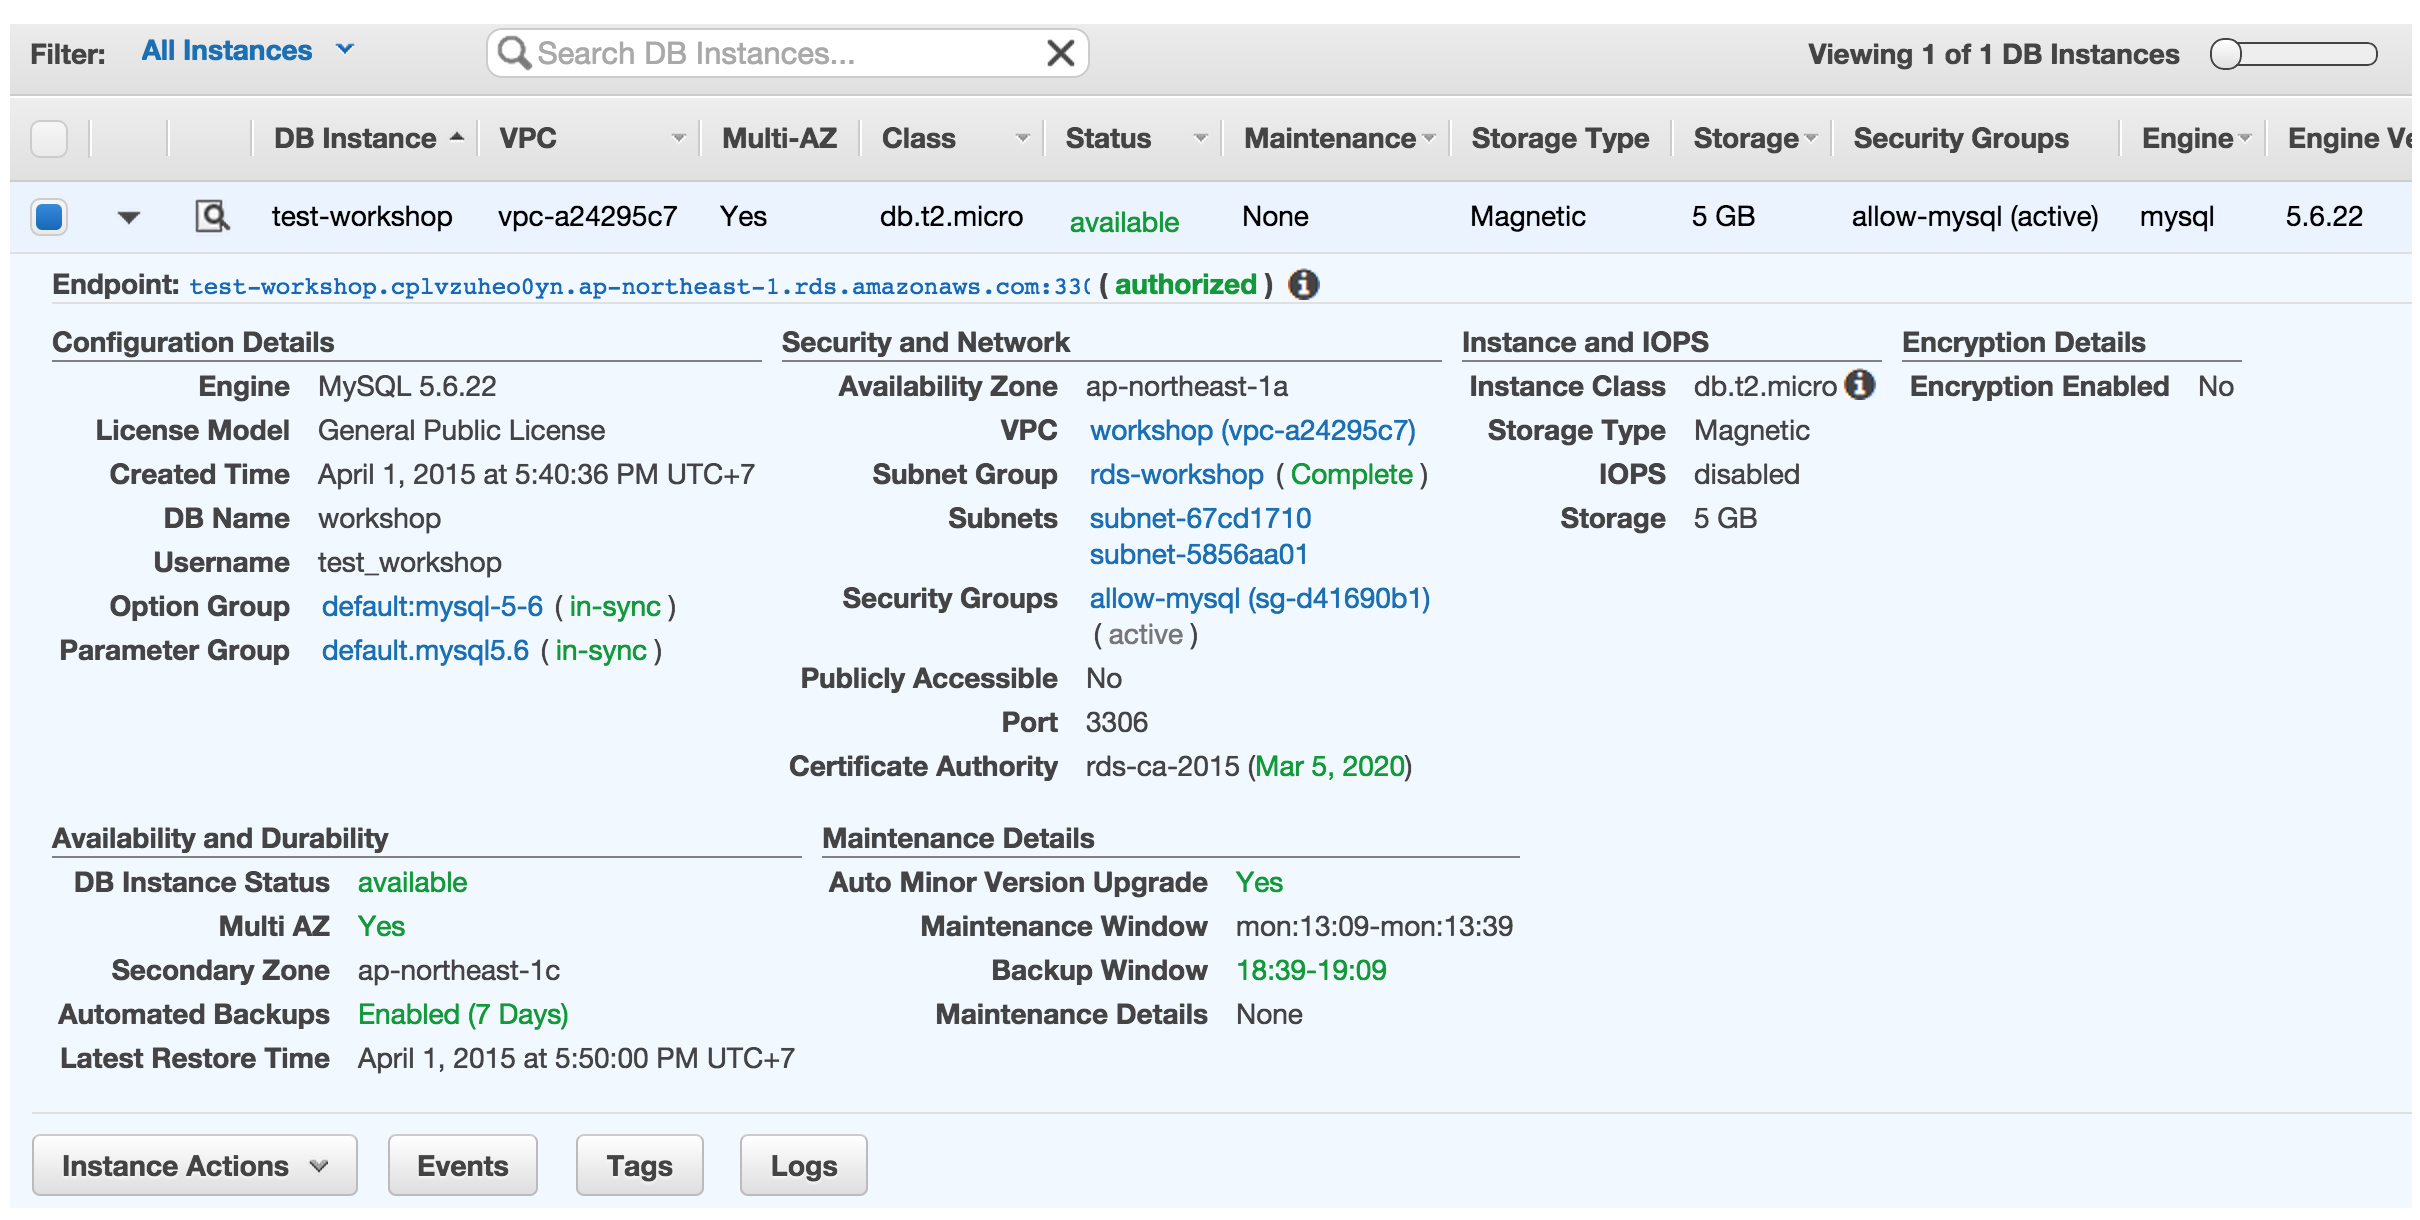 Filter: All Instances Search DB Instances... Viewing 1 of 1 DB Instances
DB Instance VPC Multi-AZ Class Status Maintenance Storage Type Storage Security Groups Engine Engine Ve
test-workshop vpc-a24295c7 Yes db.t2.micro available None Magnetic 5 GB allow-mysql (active) mysql 5.6.22
Endpoint: test-workshop.cplvzuheo0yn.ap-northeast-1.rds.amazonaws.com:330 ( authorized )
Configuration Details
Engine MySQL 5.6.22
License Model General Public License
Created Time April 1, 2015 at 5:40:36 PM UTC+7
DB Name workshop
Username test_workshop
Option Group default:mysql-5-6 ( in-sync )
Parameter Group default.mysql5.6 ( in-sync )
Security and Network
Availability Zone ap-northeast-1a
VPC workshop (vpc-a24295c7)
Subnet Group rds-workshop ( Complete )
Subnets subnet-67cd1710
subnet-5856aa01
Security Groups allow-mysql (sg-d41690b1)
( active )
Publicly Accessible No
Port 3306
Certificate Authority rds-ca-2015 (Mar 5, 2020)
Instance and IOPS
Instance Class db.t2.micro
Storage Type Magnetic
IOPS disabled
Storage 5 GB
Encryption Details
Encryption Enabled No
Availability and Durability
DB Instance Status available
Multi AZ Yes
Secondary Zone ap-northeast-1c
Automated Backups Enabled (7 Days)
Latest Restore Time April 1, 2015 at 5:50:00 PM UTC+7
Maintenance Details
Auto Minor Version Upgrade Yes
Maintenance Window mon:13:09-mon:13:39
Backup Window 18:39-19:09
Maintenance Details None
Instance Actions Events Tags Logs